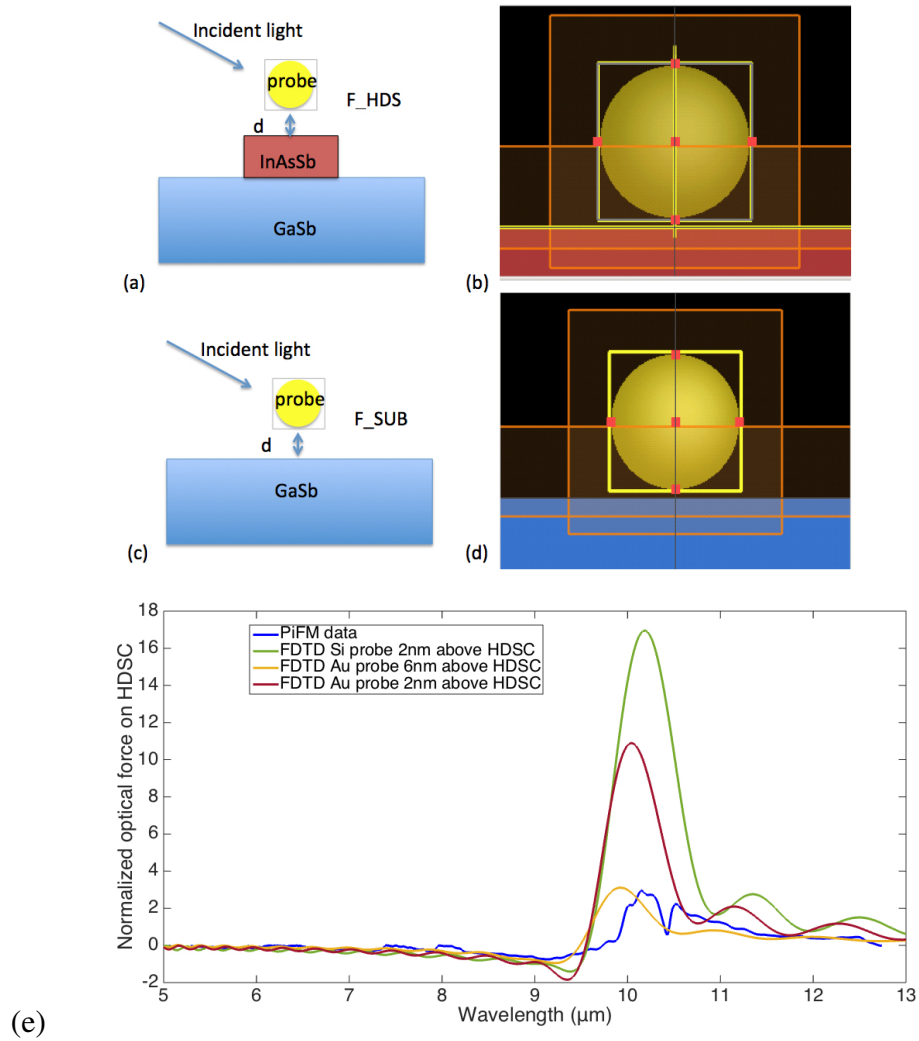 Incident light
probe
F_HDS
d
InAsSb
GaSb
(a)
(b)
Incident light
probe
F_SUB
d
GaSb
(c)
(d)
18
16
14
12
10
8
6
4
2
0
-2
Normalized optical force on HDSC
PiFM data
FDTD Si probe 2nm above HDSC
FDTD Au probe 6nm above HDSC
FDTD Au probe 2nm above HDSC
5 6 7 8 9 10 11 12 13
Wavelength (μm)
(e)